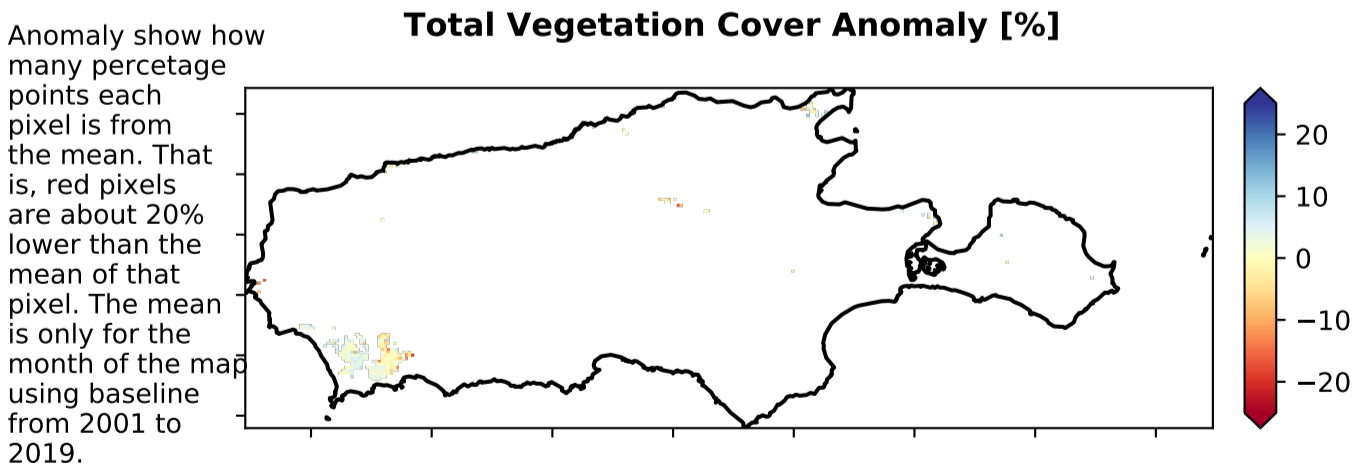 Total Vegetation Cover Anomaly [%]
Anomaly show how
many percetage
points each
pixel is from
the mean. That
is, red pixels
are about 20%
lower than the
mean of that
pixel. The mean
is only for the
month of the map
using baseline
from 2001 to
2019.
20
10
0
−10
−20